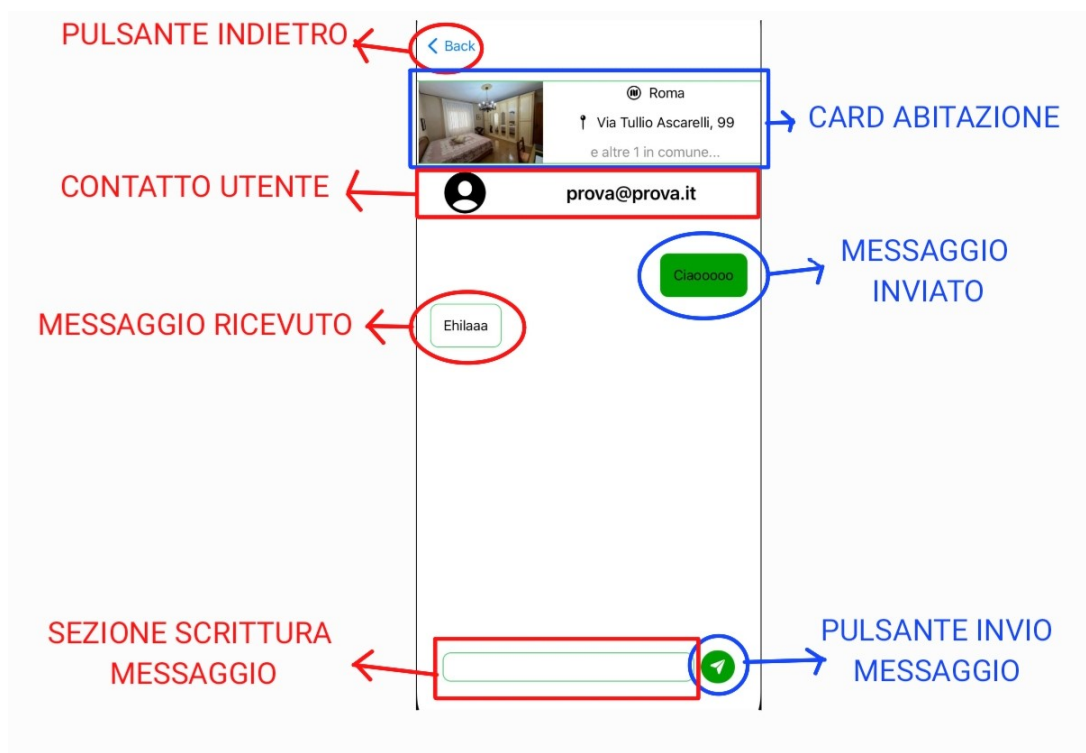 PULSANTE INDIETRO
Back
Roma
Via Tullio Ascarelli, 99
e altre 1 in comune...
CARD ABITAZIONE
CONTATTO UTENTE
prova@prova.it
Ciaooooo
MESSAGGIO
INVIATO
MESSAGGIO RICEVUTO
Ehilaaa
SEZIONE SCRITTURA
MESSAGGIO
PULSANTE INVIO
MESSAGGIO